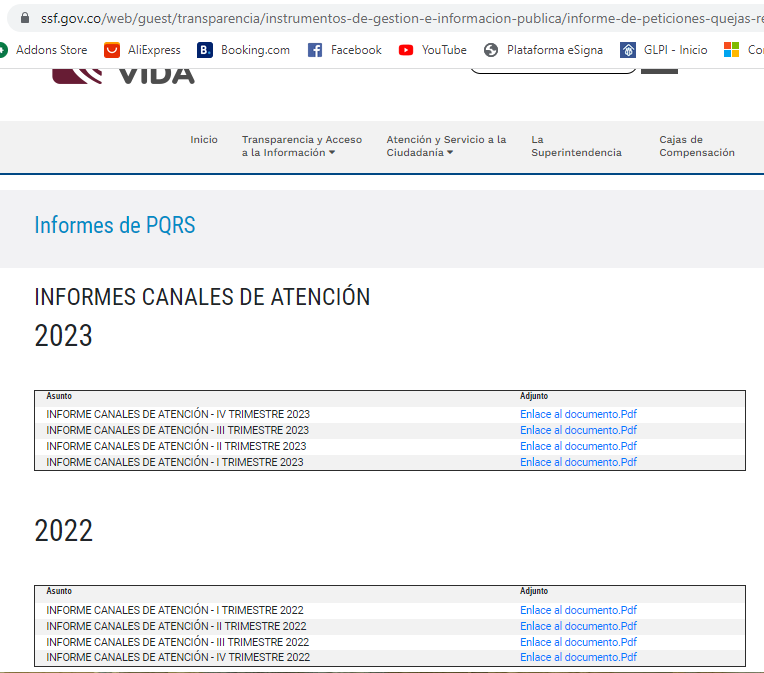 ssf.gov.co/web/guest/transparencia/instrumentos-de-gestion-e-informacion-publica/informe-de-peticiones-quejas-re
Addons Store AliExpress B. Booking.com Facebook YouTube Plataforma eSigna GLPI - Inicio Co
VIDA
Inicio
Transparencia y Acceso
a la Información
Atención y Servicio a la
Ciudadanía
La
Superintendencia
Cajas de
Compensación
Informes de PQRS
INFORMES CANALES DE ATENCIÓN
2023
Asunto Adjunto
INFORME CANALES DE ATENCIÓN - IV TRIMESTRE 2023 Enlace al documento.Pdf
INFORME CANALES DE ATENCIÓN - III TRIMESTRE 2023 Enlace al documento.Pdf
INFORME CANALES DE ATENCIÓN - II TRIMESTRE 2023 Enlace al documento.Pdf
INFORME CANALES DE ATENCIÓN - I TRIMESTRE 2023 Enlace al documento.Pdf
2022
Asunto Adjunto
INFORME CANALES DE ATENCIÓN - I TRIMESTRE 2022 Enlace al documento.Pdf
INFORME CANALES DE ATENCIÓN - II TRIMESTRE 2022 Enlace al documento.Pdf
INFORME CANALES DE ATENCIÓN - III TRIMESTRE 2022 Enlace al documento.Pdf
INFORME CANALES DE ATENCIÓN - IV TRIMESTRE 2022 Enlace al documento.Pdf